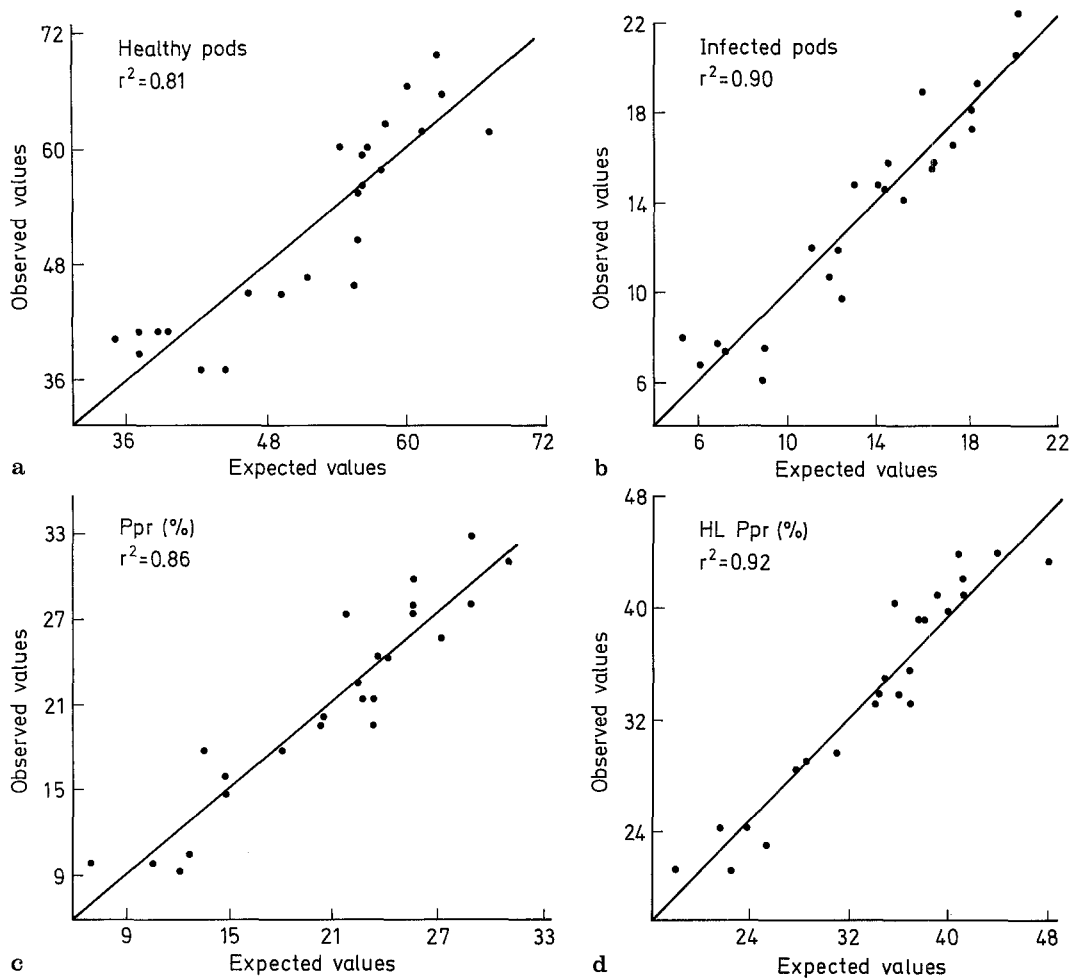 Healthy pods
r²=0.81
72
60
48
36
Observed values
36 48 60 72
Expected values
a
Infected pods
r²=0.90
22
18
14
10
6
Observed values
6 10 14 18 22
Expected values
b
Ppr (%)
r²=0.86
33
27
21
15
9
Observed values
9 15 21 27 33
Expected values
c
HL Ppr (%)
r²=0.92
48
40
32
24
Observed values
24 32 40 48
Expected values
d